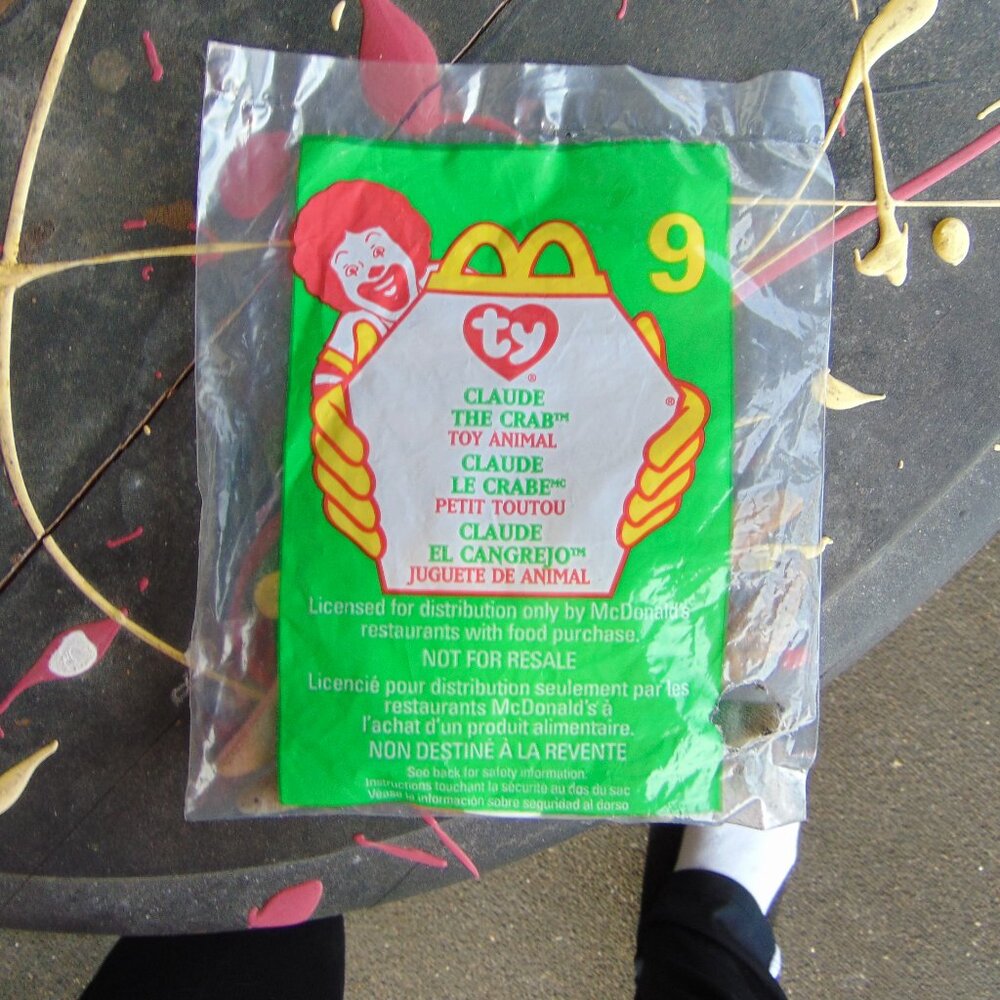 9
ty®
CLAUDE
THE CRAB™
®
TOY ANIMAL
CLAUDE
LE CRABEᴹᶜ
PETIT TOUTOU
CLAUDE
EL CANGREJO™
JUGUETE DE ANIMAL
Licensed for distribution only by McDonald's
restaurants with food purchase.
NOT FOR RESALE
Licencié pour distribution seulement par les
restaurants McDonald's à
l'achat d'un produit alimentaire.
NON DESTINÉ À LA REVENTE
See back for safety information.
Instructions touchant la sécurité au dos du sac
Véase la información sobre seguridad al dorso